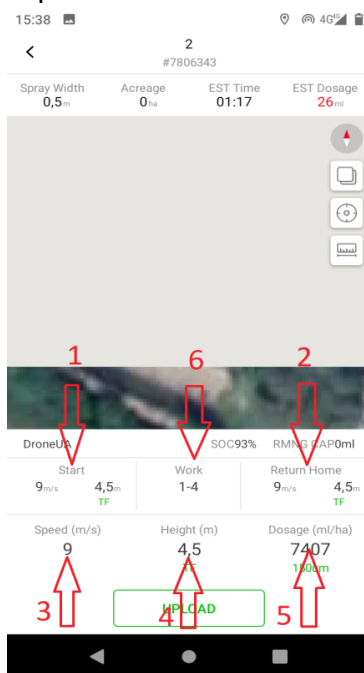 15:38 4G
2
#7806343
Spray Width Acreage EST Time EST Dosage
0,5m 0ha 01:17 26ml
1 6 2
DroneUA SOC93% RMNG CAP0ml
Start Work Return Home
9m/s 4,5m 1-4 9m/s 4,5m
TF TF
Speed (m/s) Height (m) Dosage (ml/ha)
9 4,5 7407
TF 150um
3 4 5
UPLOAD